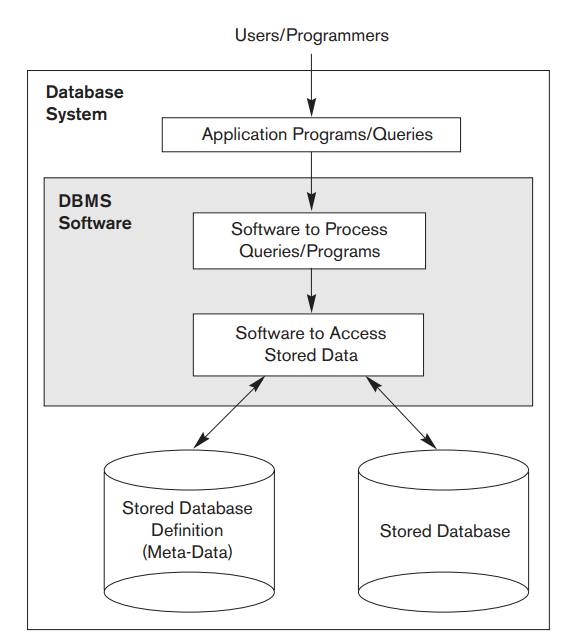 Users/Programmers
Database
System
Application Programs/Queries
DBMS
Software
Software to Process
Queries/Programs
Software to Access
Stored Data
Stored Database
Definition
(Meta-Data)
Stored Database